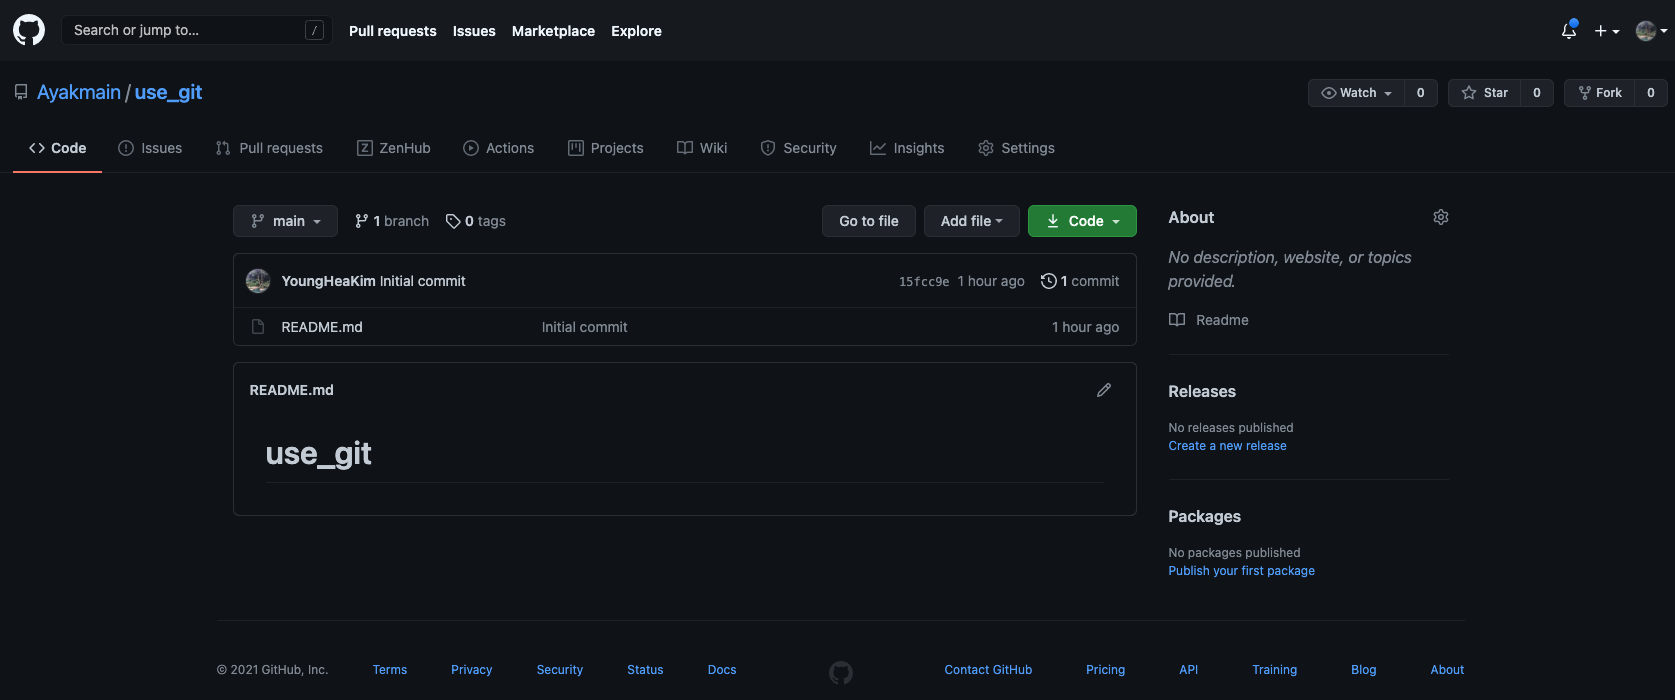 Search or jump to... / Pull requests Issues Marketplace Explore
Ayakmain / use_git Watch 0 Star 0 Fork 0
Code Issues Pull requests Z ZenHub Actions Projects Wiki Security Insights Settings
main 1 branch 0 tags Go to file Add file Code
YoungHeaKim Initial commit 15fcc9e 1 hour ago 1 commit
README.md Initial commit 1 hour ago
README.md
use_git
About
No description, website, or topics
provided.
Readme
Releases
No releases published
Create a new release
Packages
No packages published
Publish your first package
© 2021 GitHub, Inc. Terms Privacy Security Status Docs Contact GitHub Pricing API Training Blog About